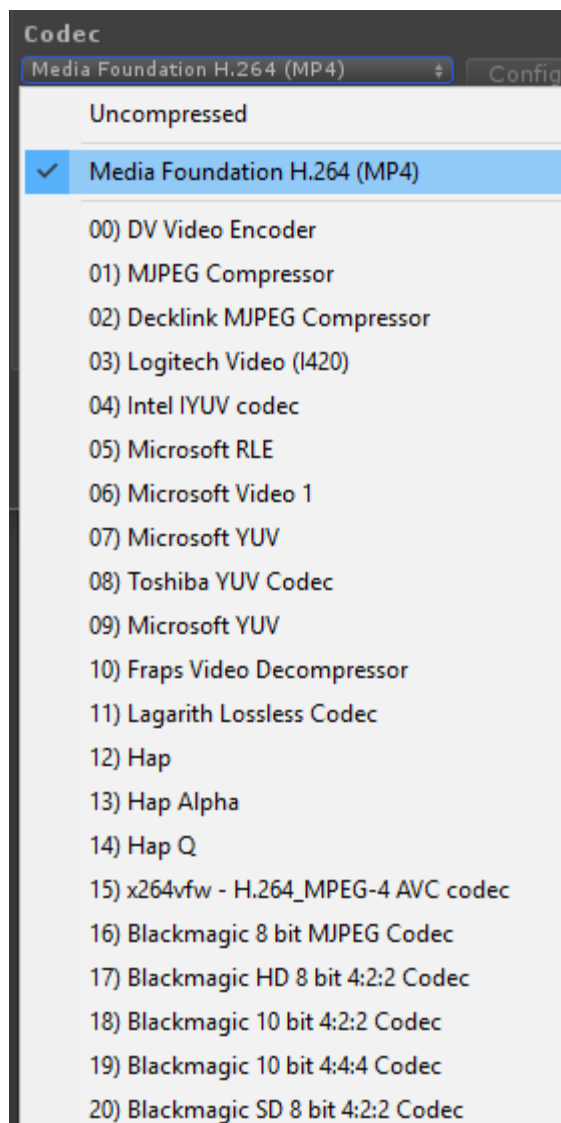 Codec
Media Foundation H.264 (MP4)
Config
Uncompressed
Media Foundation H.264 (MP4)
00) DV Video Encoder
01) MJPEG Compressor
02) Decklink MJPEG Compressor
03) Logitech Video (I420)
04) Intel IYUV codec
05) Microsoft RLE
06) Microsoft Video 1
07) Microsoft YUV
08) Toshiba YUV Codec
09) Microsoft YUV
10) Fraps Video Decompressor
11) Lagarith Lossless Codec
12) Hap
13) Hap Alpha
14) Hap Q
15) x264vfw - H.264_MPEG-4 AVC codec
16) Blackmagic 8 bit MJPEG Codec
17) Blackmagic HD 8 bit 4:2:2 Codec
18) Blackmagic 10 bit 4:2:2 Codec
19) Blackmagic 10 bit 4:4:4 Codec
20) Blackmagic SD 8 bit 4:2:2 Codec